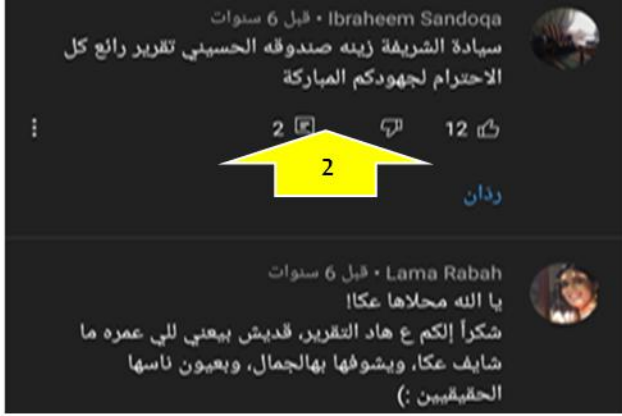 Ibraheem Sandoqa • قبل 6 سنوات
سيادة الشريفة زينه صندوقه الحسيني تقرير رائع كل
الاحترام لجهودكم المباركة
12
2
2
ردّان
Lama Rabah • قبل 6 سنوات
يا الله محلاها عكا!
شكراً إلكم ع هاد التقرير، قديش بيعني للي عمره ما
شايف عكا، ويشوفها بهالجمال، وبعيون ناسها
الحقيقيين :)